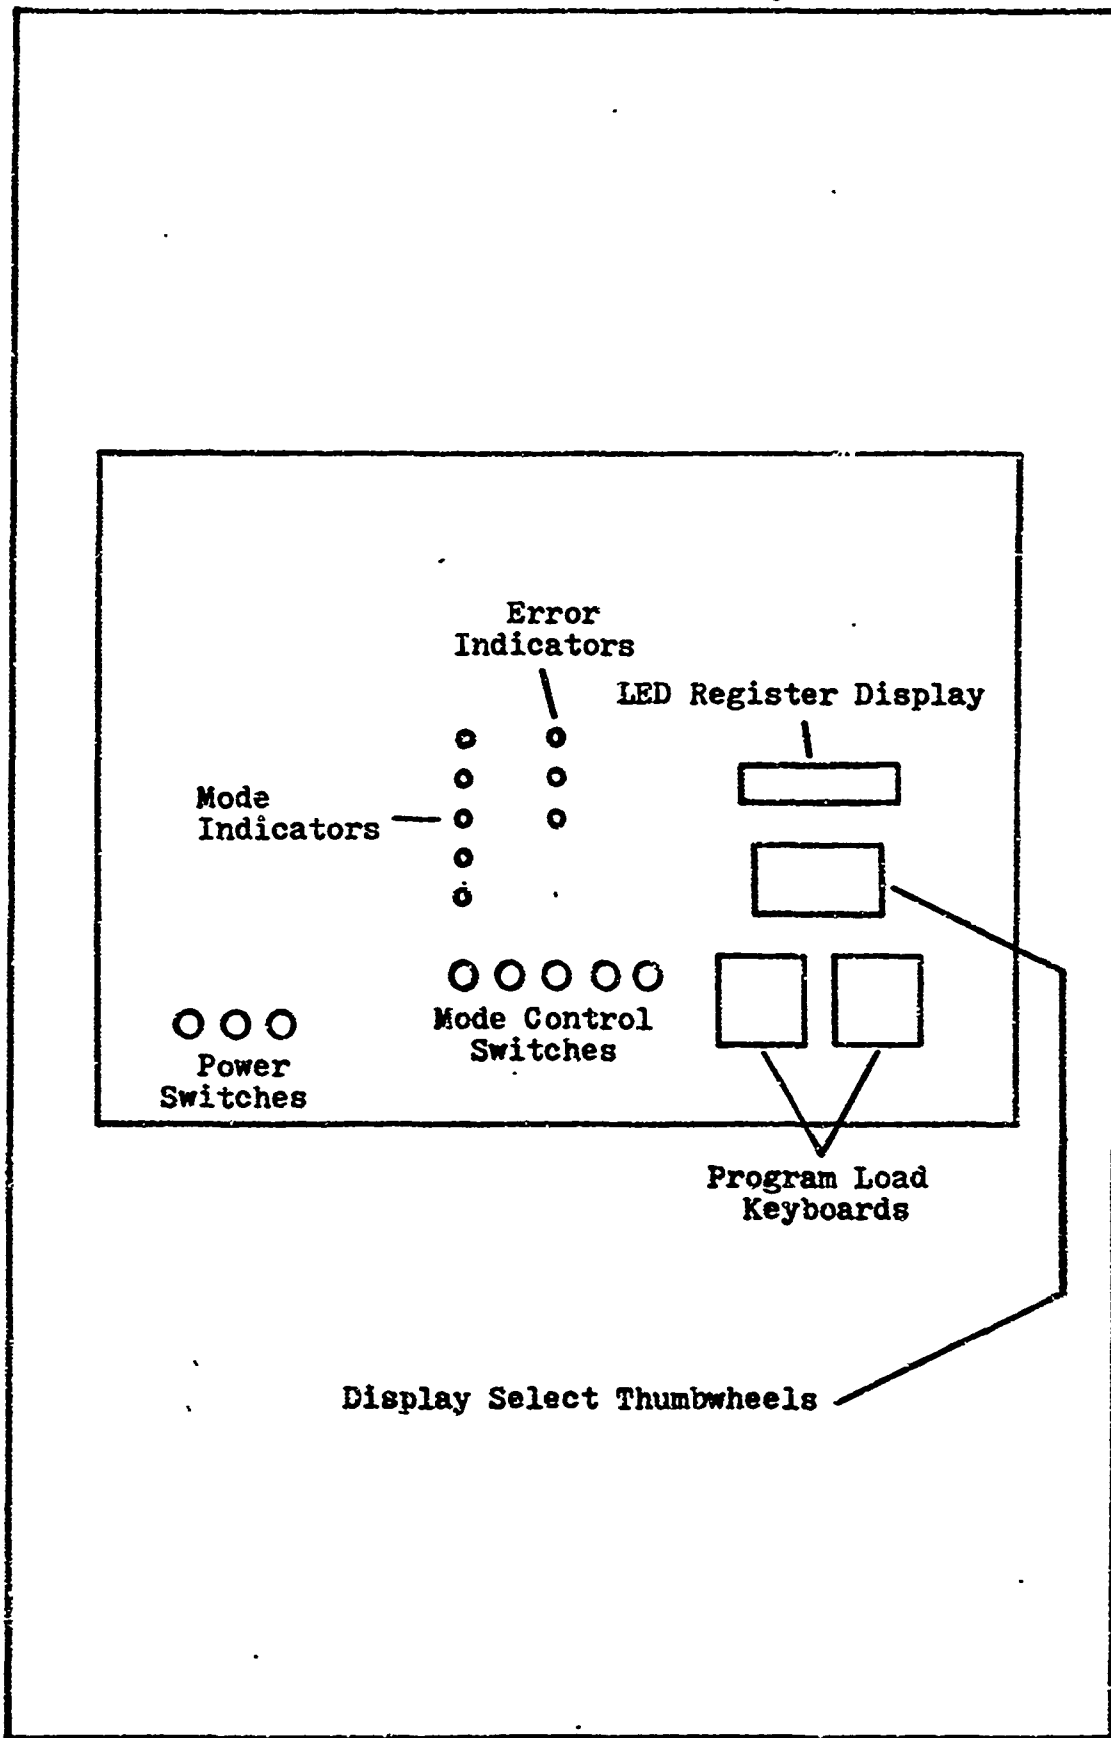 Error
Indicators
LED Register Display
Mode
Indicators
Mode Control
Switches
Power
Switches
Program Load
Keyboards
Display Select Thumbwheels